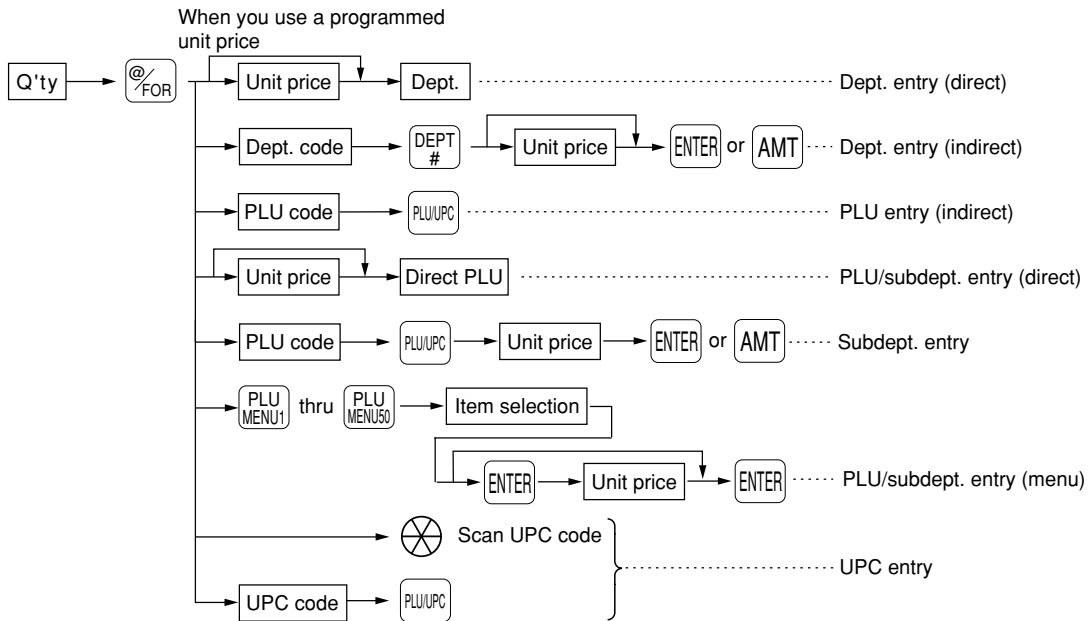 When you use a programmed
unit price
Q'ty @/FOR Unit price Dept. Dept. entry (direct)
Dept. code DEPT # Unit price ENTER or AMT Dept. entry (indirect)
PLU code PLU/UPC PLU entry (indirect)
Unit price Direct PLU PLU/subdept. entry (direct)
PLU code PLU/UPC Unit price ENTER or AMT Subdept. entry
PLU MENU1 thru PLU MENU50 Item selection
ENTER Unit price ENTER PLU/subdept. entry (menu)
Scan UPC code
UPC entry
UPC code PLU/UPC